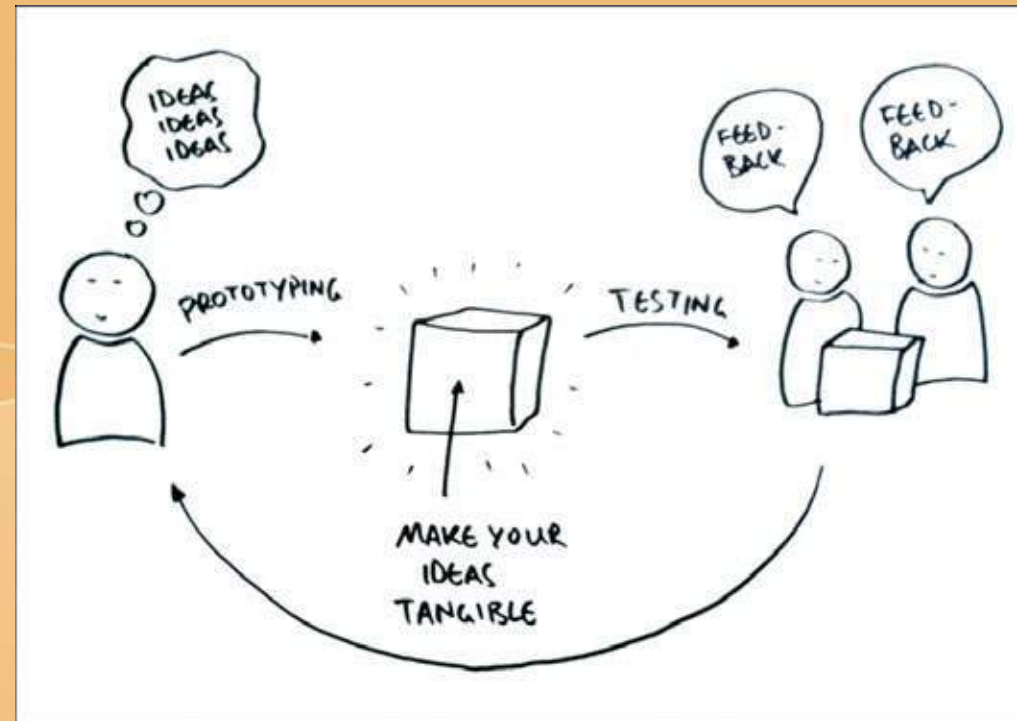 IDEAS
IDEAS
IDEAS
PROTOTYPING
MAKE YOUR
IDEAS
TANGIBLE
TESTING
FEED-
BACK
FEED-
BACK